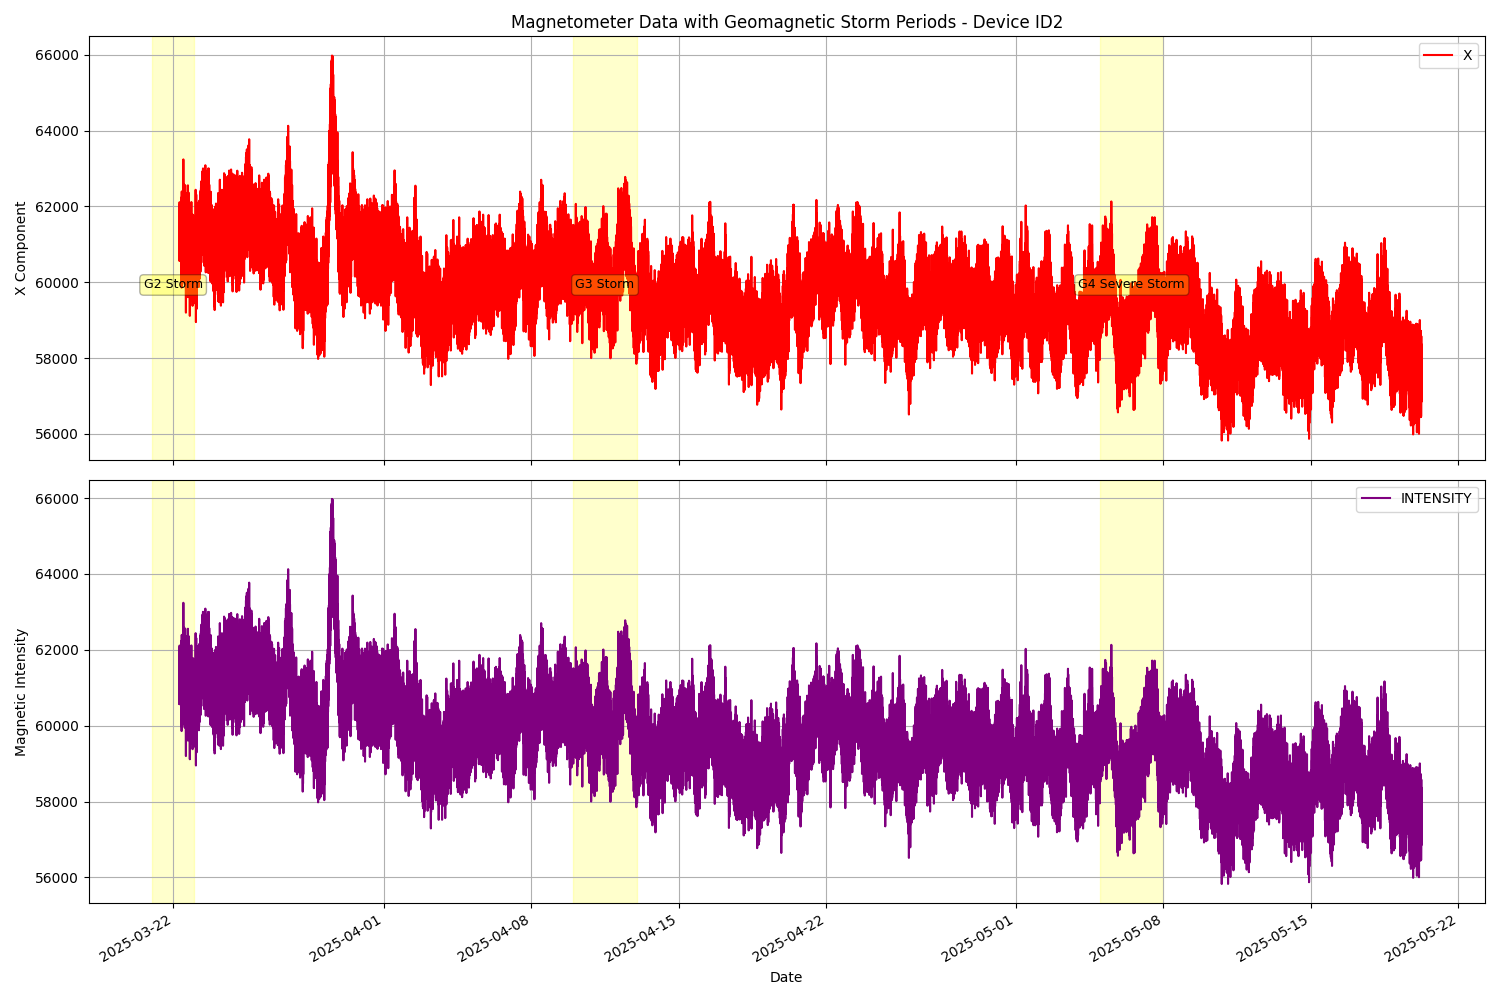 Magnetometer Data with Geomagnetic Storm Periods - Device ID2
X Component
66000
64000
62000
60000
58000
56000
X
G2 Storm
G3 Storm
G4 Severe Storm
Magnetic Intensity
66000
64000
62000
60000
58000
56000
INTENSITY
2025-03-22
2025-04-01
2025-04-08
2025-04-15
2025-04-22
2025-05-01
2025-05-08
2025-05-15
2025-05-22
Date